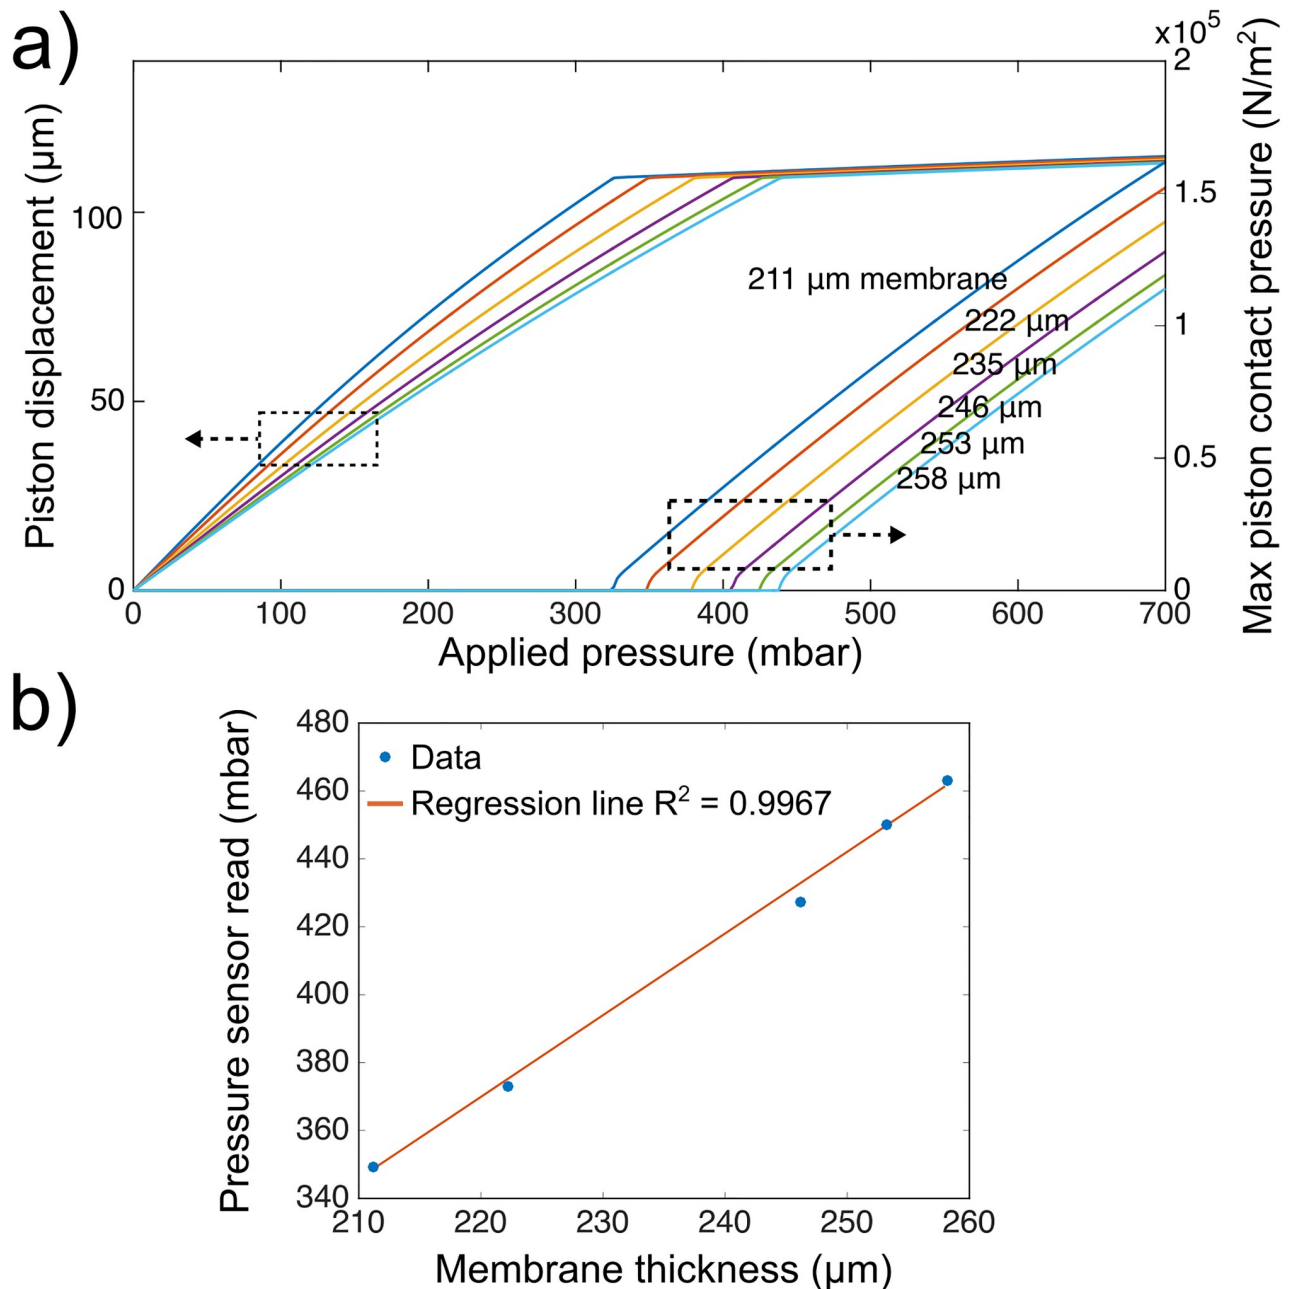 a)
x10^5
Piston displacement (μm)
100
50
0
2
1.5
1
0.5
0
Max piston contact pressure (N/m²)
211 μm membrane
222 μm
235 μm
246 μm
253 μm
258 μm
0 100 200 300 400 500 600 700
Applied pressure (mbar)
b)
Pressure sensor read (mbar)
480
460
440
420
400
380
360
340
Data
Regression line R² = 0.9967
210 220 230 240 250 260
Membrane thickness (μm)